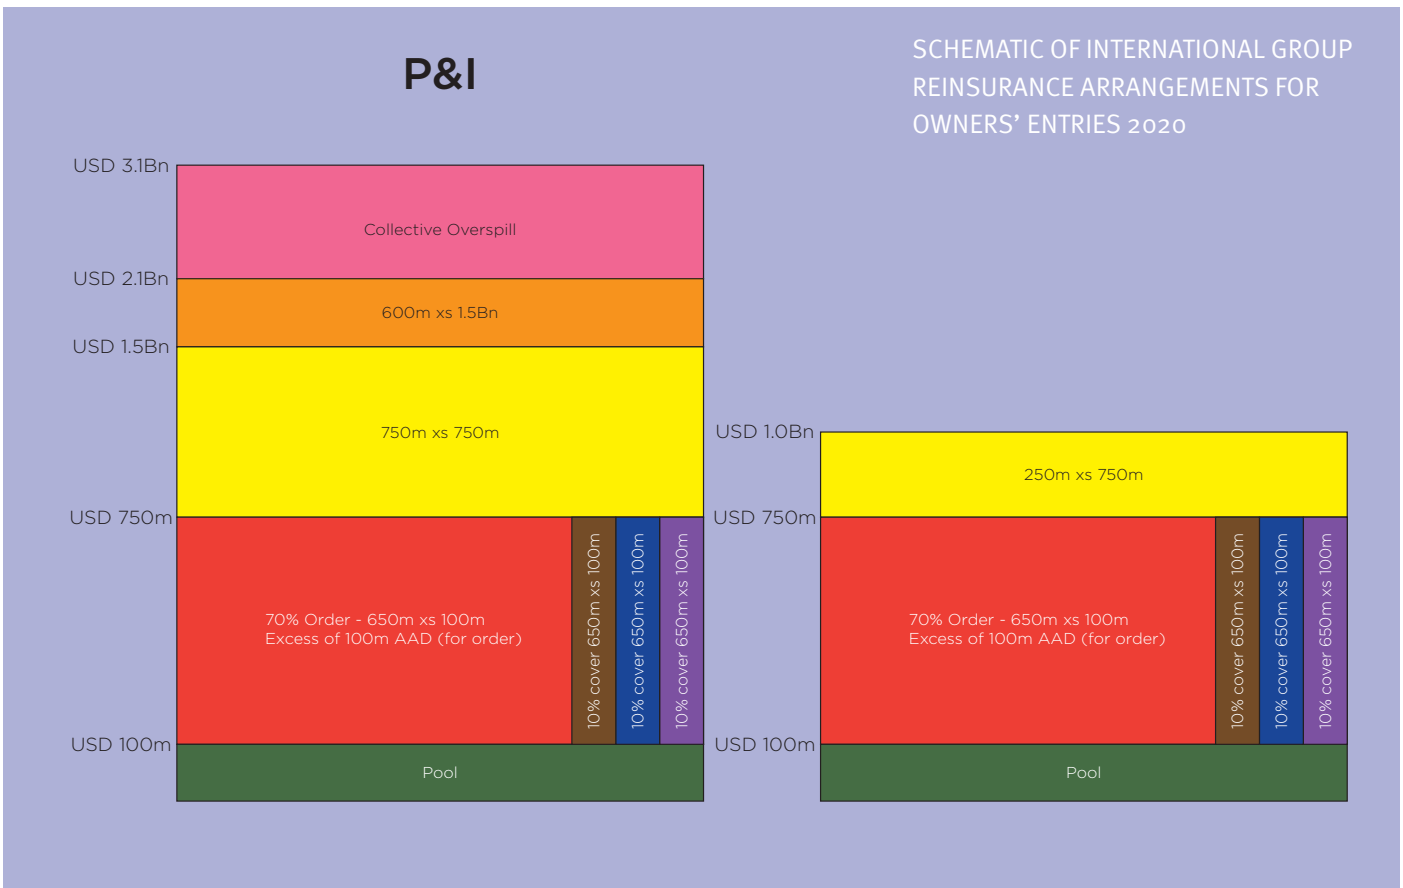 P&I
SCHEMATIC OF INTERNATIONAL GROUP
REINSURANCE ARRANGEMENTS FOR
OWNERS’ ENTRIES 2020
USD 3.1Bn
Collective Overspill
USD 2.1Bn
600m xs 1.5Bn
USD 1.5Bn
750m xs 750m
USD 750m
70% Order - 650m xs 100m
Excess of 100m AAD (for order)
10% cover 650m xs 100m
10% cover 650m xs 100m
10% cover 650m xs 100m
USD 100m
Pool
USD 1.0Bn
250m xs 750m
USD 750m
70% Order - 650m xs 100m
Excess of 100m AAD (for order)
10% cover 650m xs 100m
10% cover 650m xs 100m
10% cover 650m xs 100m
USD 100m
Pool